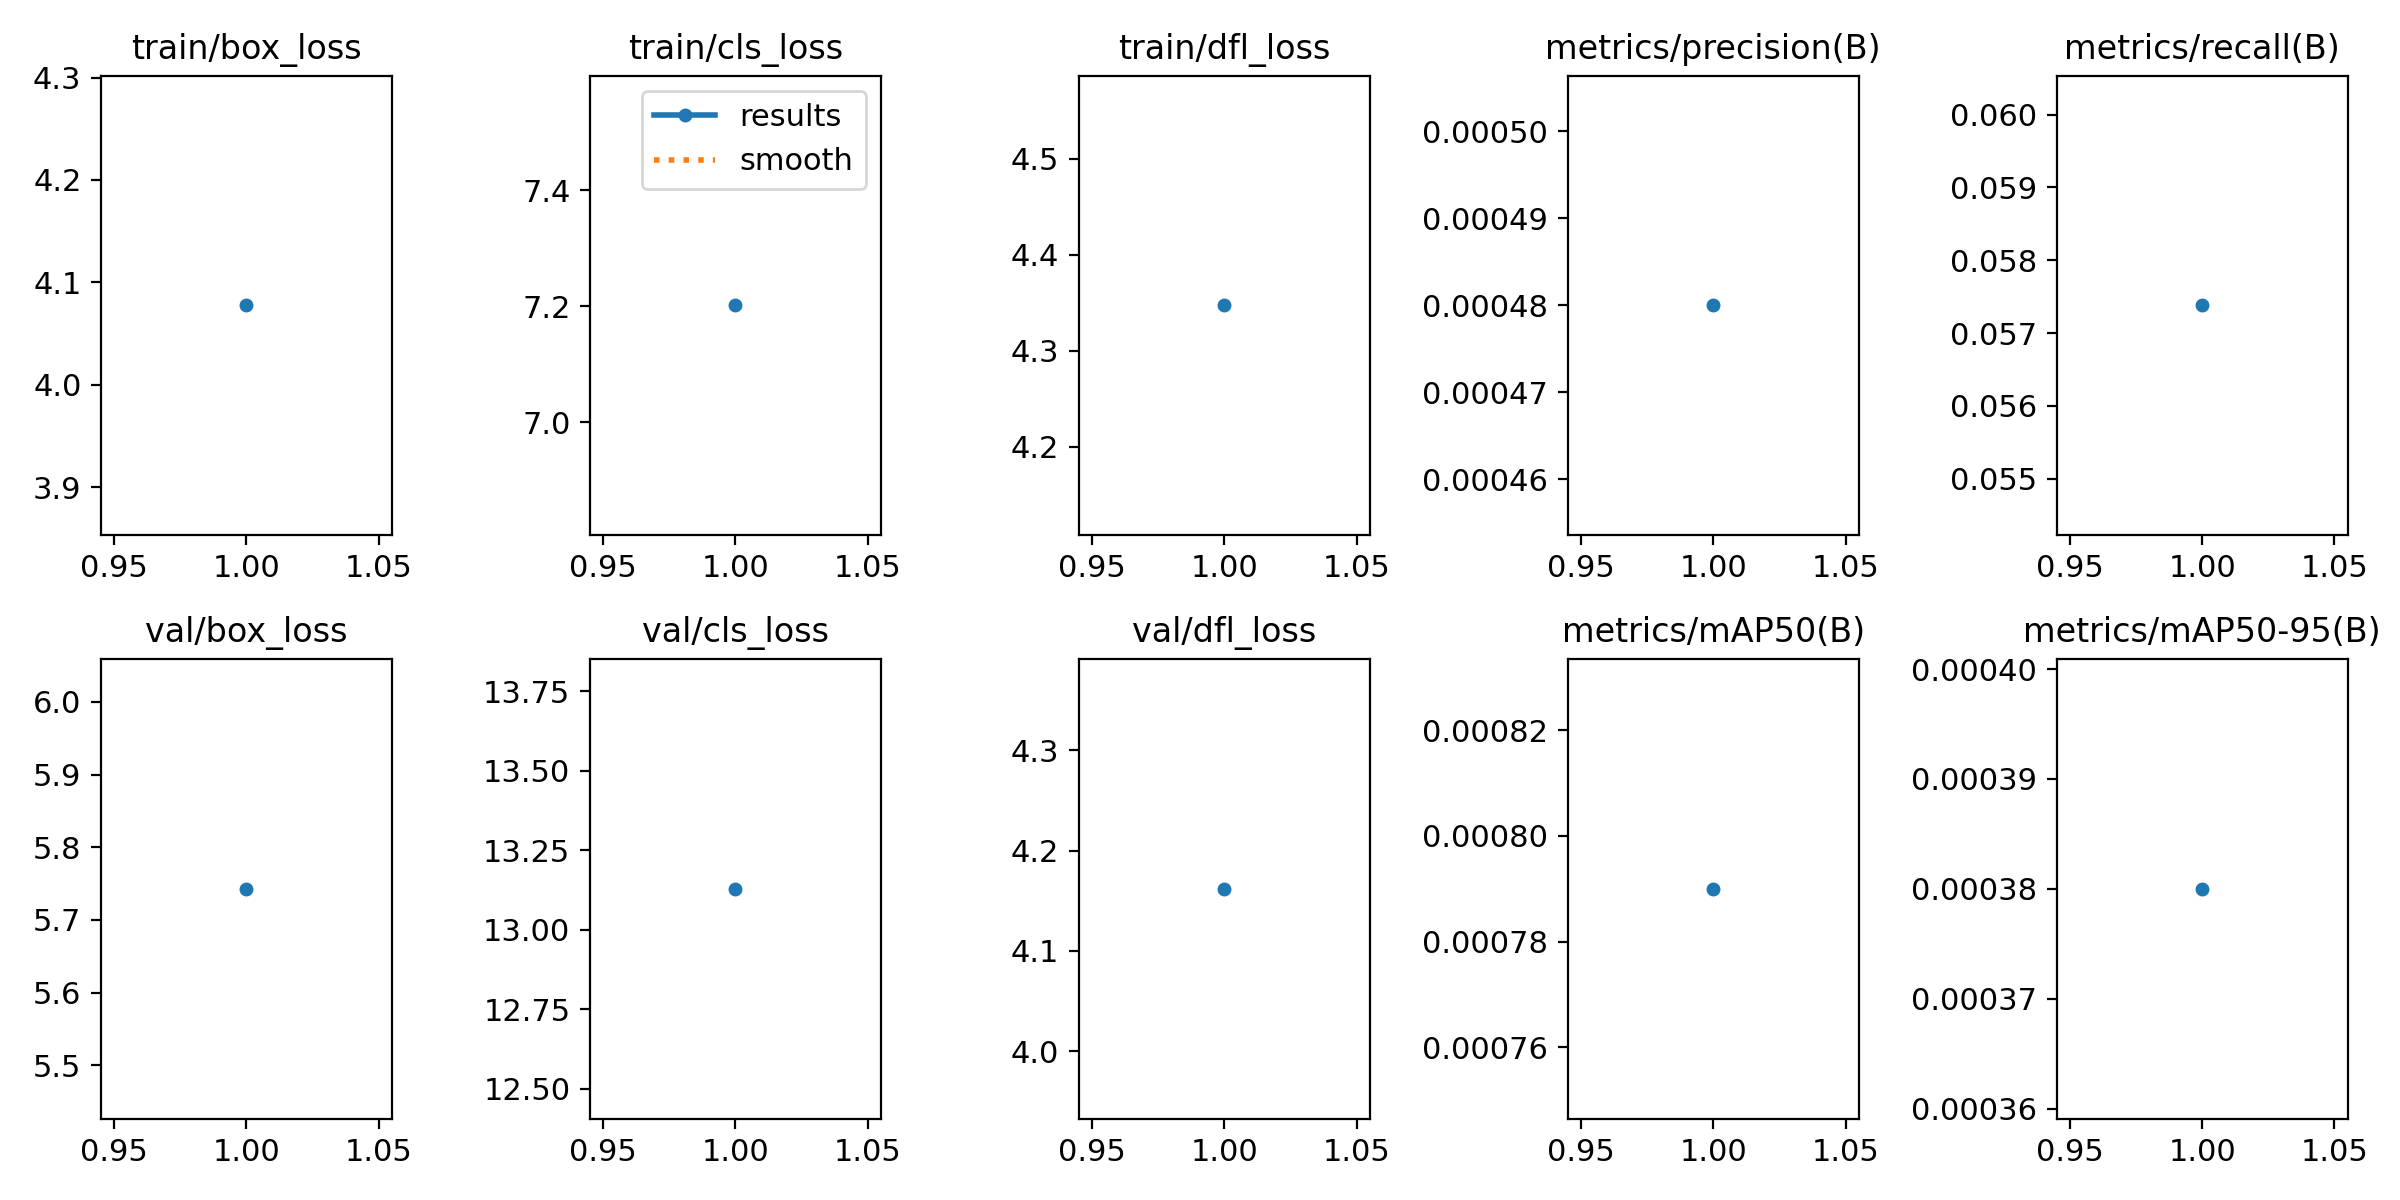 train/box_loss
4.3
4.2
4.1
4.0
3.9
0.95 1.00 1.05
train/cls_loss
results
smooth
7.4
7.2
7.0
0.95 1.00 1.05
train/dfl_loss
4.5
4.4
4.3
4.2
0.95 1.00 1.05
metrics/precision(B)
0.00050
0.00049
0.00048
0.00047
0.00046
0.95 1.00 1.05
metrics/recall(B)
0.060
0.059
0.058
0.057
0.056
0.055
0.95 1.00 1.05
val/box_loss
6.0
5.9
5.8
5.7
5.6
5.5
0.95 1.00 1.05
val/cls_loss
13.75
13.50
13.25
13.00
12.75
12.50
0.95 1.00 1.05
val/dfl_loss
4.3
4.2
4.1
4.0
0.95 1.00 1.05
metrics/mAP50(B)
0.00082
0.00080
0.00078
0.00076
0.95 1.00 1.05
metrics/mAP50-95(B)
0.00040
0.00039
0.00038
0.00037
0.00036
0.95 1.00 1.05